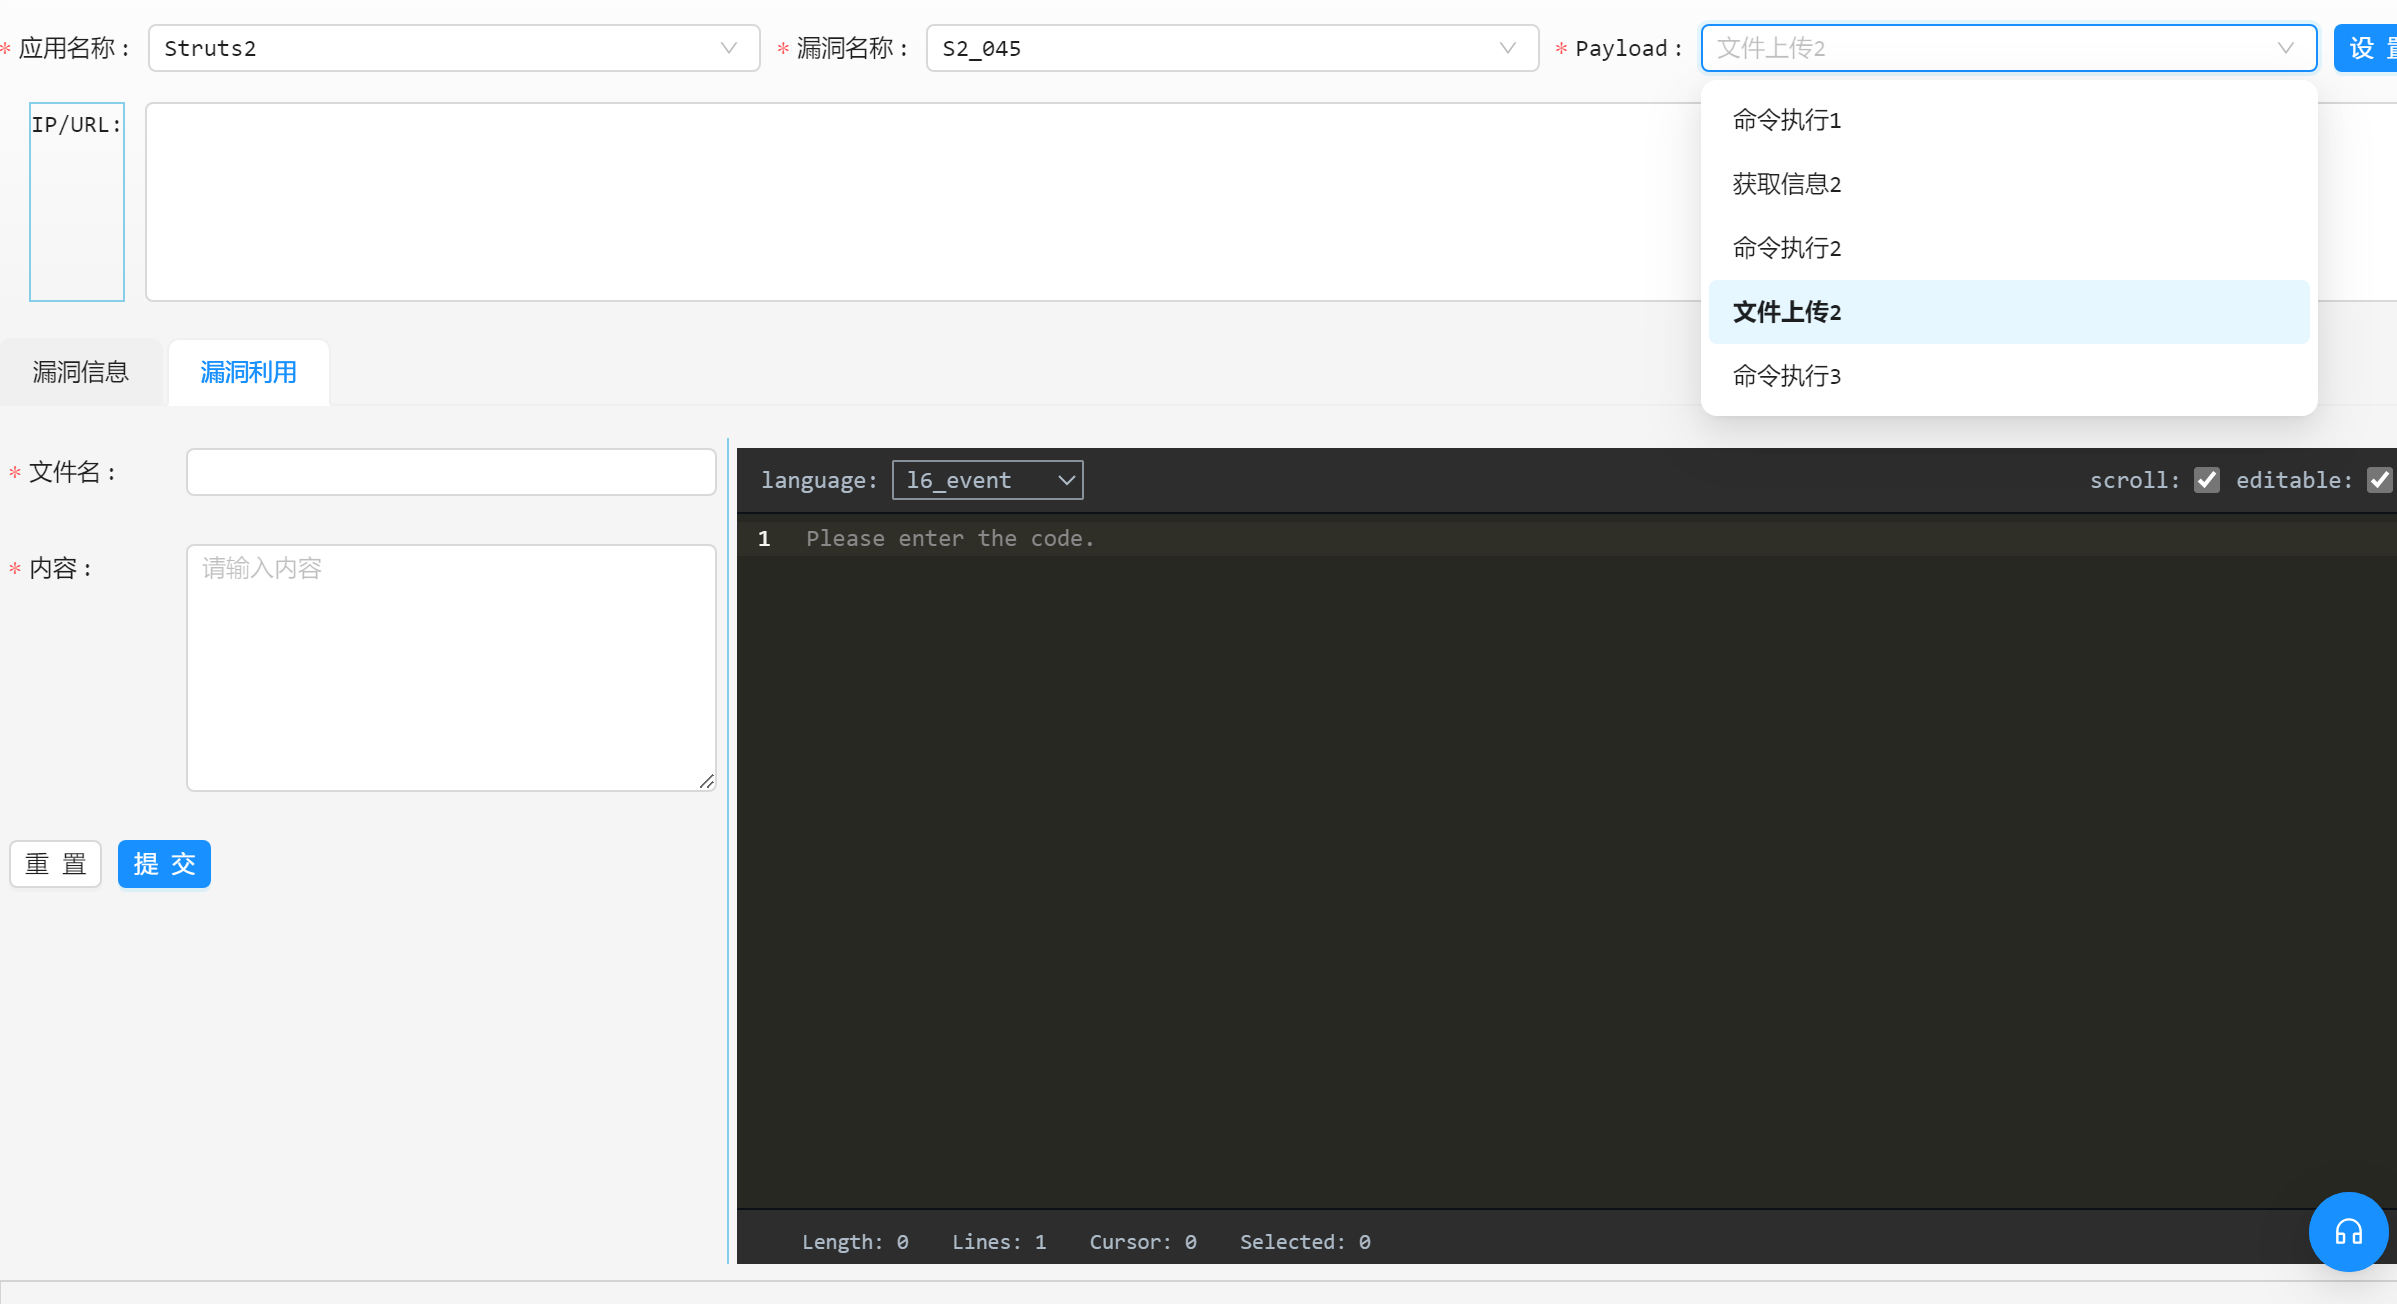 * 应用名称： Struts2 * 漏洞名称： S2_045 * Payload： 文件上传2 设
IP/URL:
命令执行1
获取信息2
命令执行2
文件上传2
命令执行3
漏洞信息 漏洞利用
* 文件名：
language: l6_event scroll: editable:
1 Please enter the code.
* 内容： 请输入内容
重 置 提 交
Length: 0 Lines: 1 Cursor: 0 Selected: 0